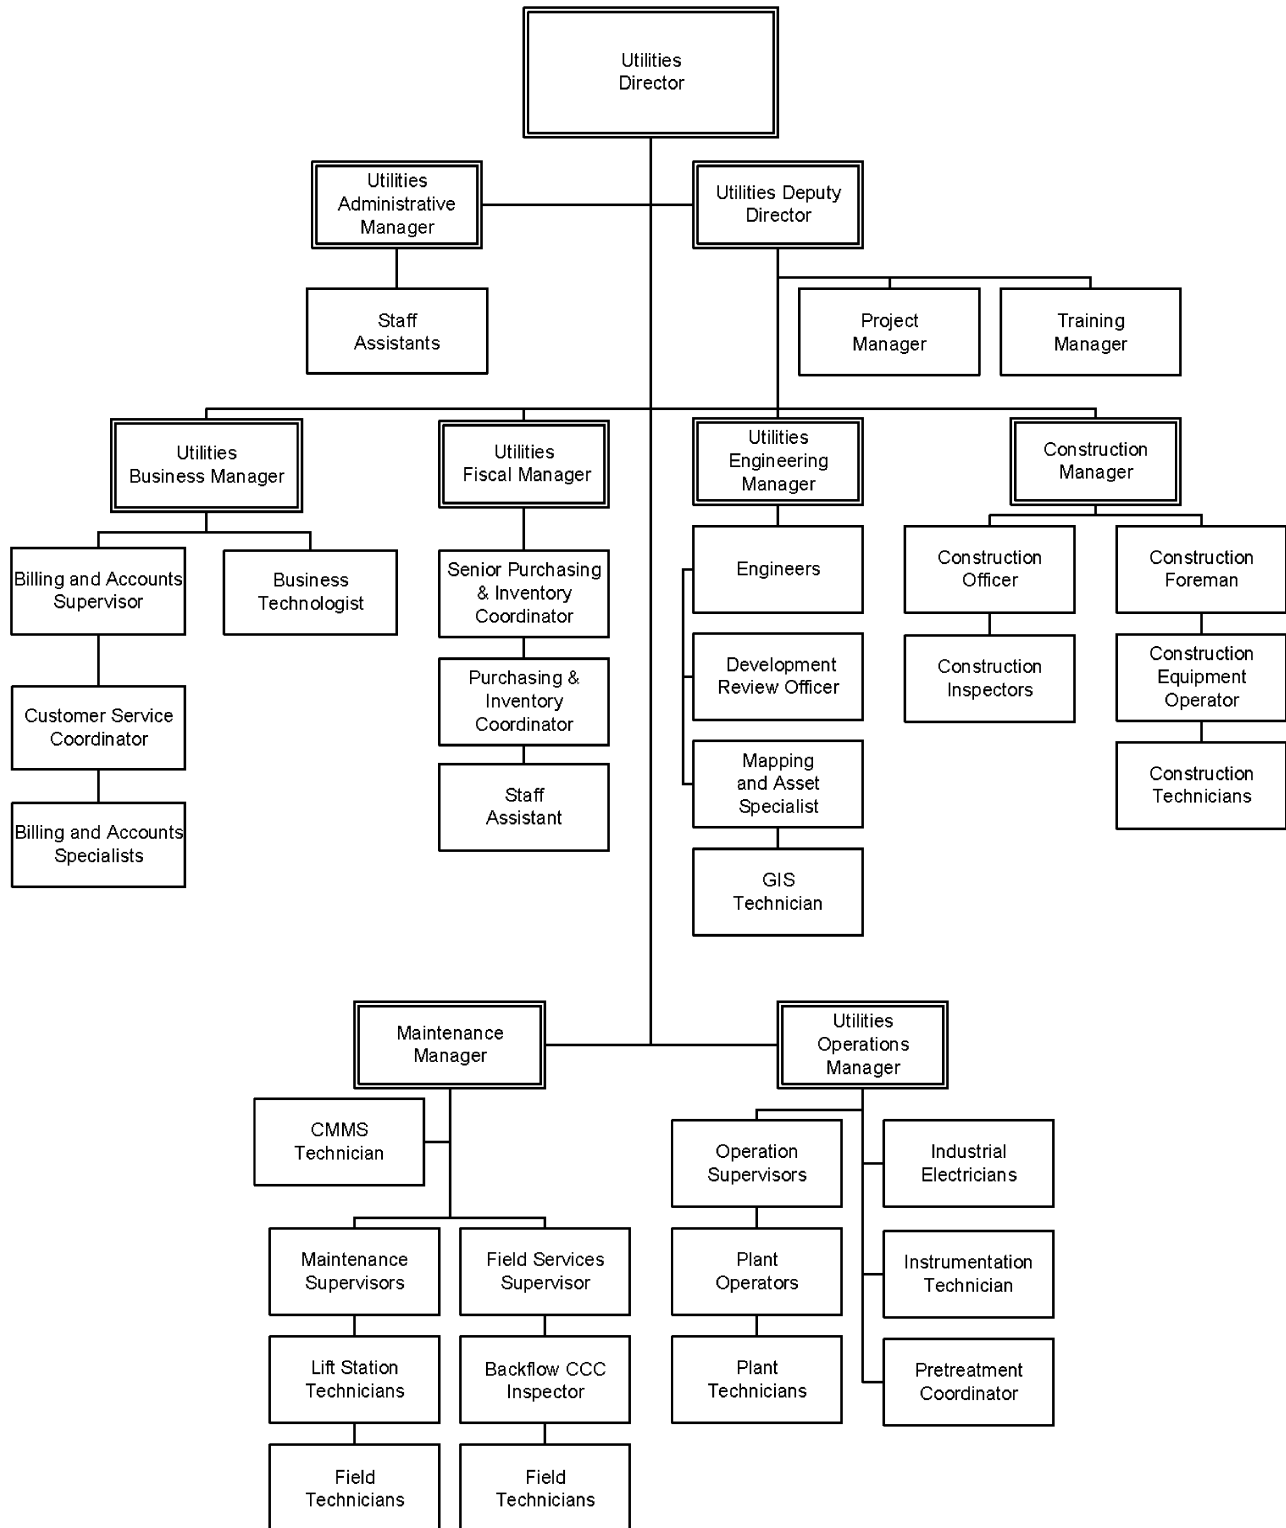 Utilities
Director
Utilities
Administrative
Manager
Utilities Deputy
Director
Staff
Assistants
Project
Manager
Training
Manager
Utilities
Business Manager
Utilities
Fiscal Manager
Utilities
Engineering
Manager
Construction
Manager
Billing and Accounts
Supervisor
Business
Technologist
Senior Purchasing
& Inventory
Coordinator
Engineers
Construction
Officer
Construction
Foreman
Customer Service
Coordinator
Purchasing &
Inventory
Coordinator
Development
Review Officer
Construction
Inspectors
Construction
Equipment
Operator
Billing and Accounts
Specialists
Staff
Assistant
Mapping
and Asset
Specialist
Construction
Technicians
GIS
Technician
Maintenance
Manager
Utilities
Operations
Manager
CMMS
Technician
Operation
Supervisors
Industrial
Electricians
Maintenance
Supervisors
Field Services
Supervisor
Plant
Operators
Instrumentation
Technician
Lift Station
Technicians
Backflow CCC
Inspector
Plant
Technicians
Pretreatment
Coordinator
Field
Technicians
Field
Technicians